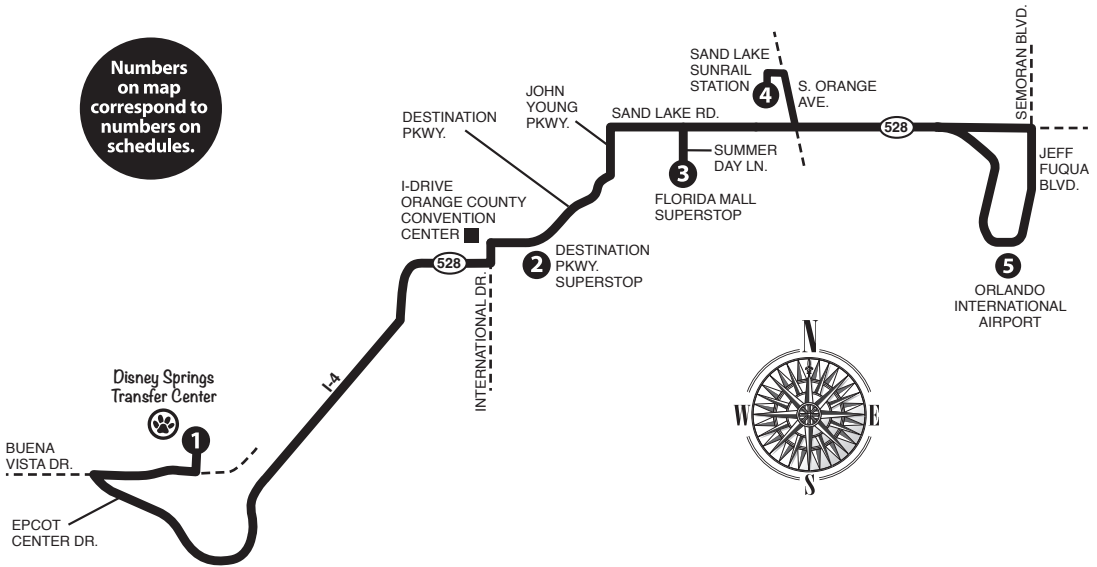 Numbers
on map
correspond to
numbers on
schedules.
SEMORAN BLVD.
SAND LAKE
SUNRAIL
STATION
4
S. ORANGE
AVE.
JOHN
YOUNG
PKWY.
SAND LAKE RD.
528
DESTINATION
PKWY.
SUMMER
DAY LN.
3
FLORIDA MALL
SUPERSTOP
JEFF
FUQUA
BLVD.
I-DRIVE
ORANGE COUNTY
CONVENTION
CENTER
528
2
DESTINATION
PKWY.
SUPERSTOP
5
ORLANDO
INTERNATIONAL
AIRPORT
INTERNATIONAL DR.
I-4
N
W
E
S
Disney Springs
Transfer Center
1
BUENA
VISTA DR.
EPCOT
CENTER DR.